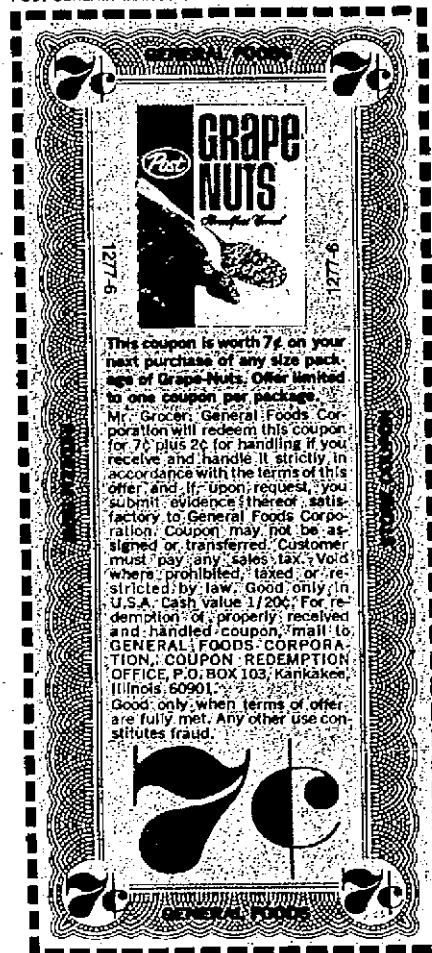 7¢ GENERAL FOODS 7¢
GRAPE
NUTS
Post
Breakfast Cereal
1277-6
1277-6
This coupon is worth 7¢ on your
next purchase of any size pack-
age of Grape-Nuts. Offer limited
to one coupon per package.
Mr. Grocer: General Foods Cor-
poration will redeem this coupon
for 7¢ plus 2¢ for handling if you
receive and handle it strictly in
accordance with the terms of this
offer and if, upon request, you
submit evidence thereof satis-
factory to General Foods Corpo-
ration. Coupon may not be as-
signed or transferred. Customer
must pay any sales tax. Void
where prohibited, taxed or re-
stricted by law. Good only in
U.S.A. Cash value 1/20¢. For re-
demption of properly received
and handled coupon, mail to
GENERAL FOODS CORPORA-
TION, COUPON REDEMPTION
OFFICE, P.O. BOX 103, Kankakee,
Illinois 60901.
Good only when terms of offer
are fully met. Any other use con-
stitutes fraud.
STORE COUPON
7¢
7¢ GENERAL FOODS 7¢